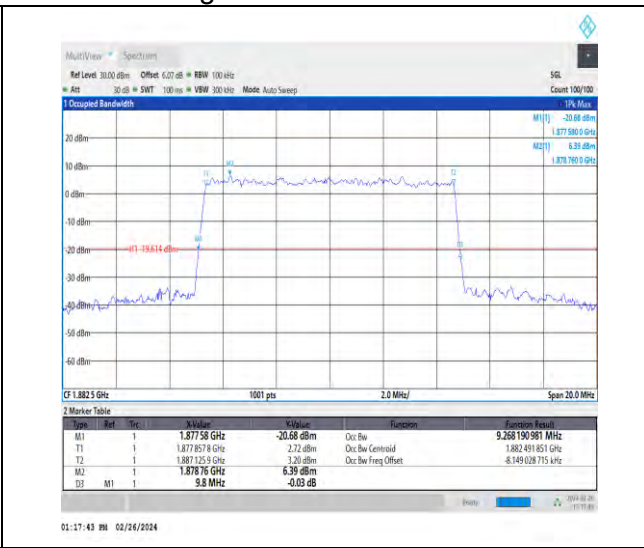 MultiView Spectrum
Ref Level 30.00 dBm Offset 6.07 dB RBW 100 kHz SGL
Att 30 dB SWT 100 ms VBW 300 kHz Mode Auto Sweep Count 100/100
1 Occupied Bandwidth 1Pk Max
M1[1] -20.68 dBm
1.877 580 0 GHz
M2[1] 6.39 dBm
1.878 760 0 GHz
20 dBm
10 dBm
T1 M2 T2
0 dBm
-10 dBm
M1
-20 dBm H1 -19.614 dBm D3
-30 dBm
-40 dBm
-50 dBm
-60 dBm
CF 1.882 5 GHz 1001 pts 2.0 MHz/ Span 20.0 MHz
2 Marker Table
Type Ref Trc X-Value Y-Value Function Function Result
M1 1 1.877 58 GHz -20.68 dBm Occ Bw 9.268 190 981 MHz
T1 1 1.877 857 8 GHz 2.72 dBm Occ Bw Centroid 1.882 491 851 GHz
T2 1 1.887 125 9 GHz 3.20 dBm Occ Bw Freq Offset -8.149 028 715 kHz
M2 1 1.878 76 GHz 6.39 dBm
D3 M1 1 9.8 MHz -0.03 dB
01:17:43 PM 02/26/2024